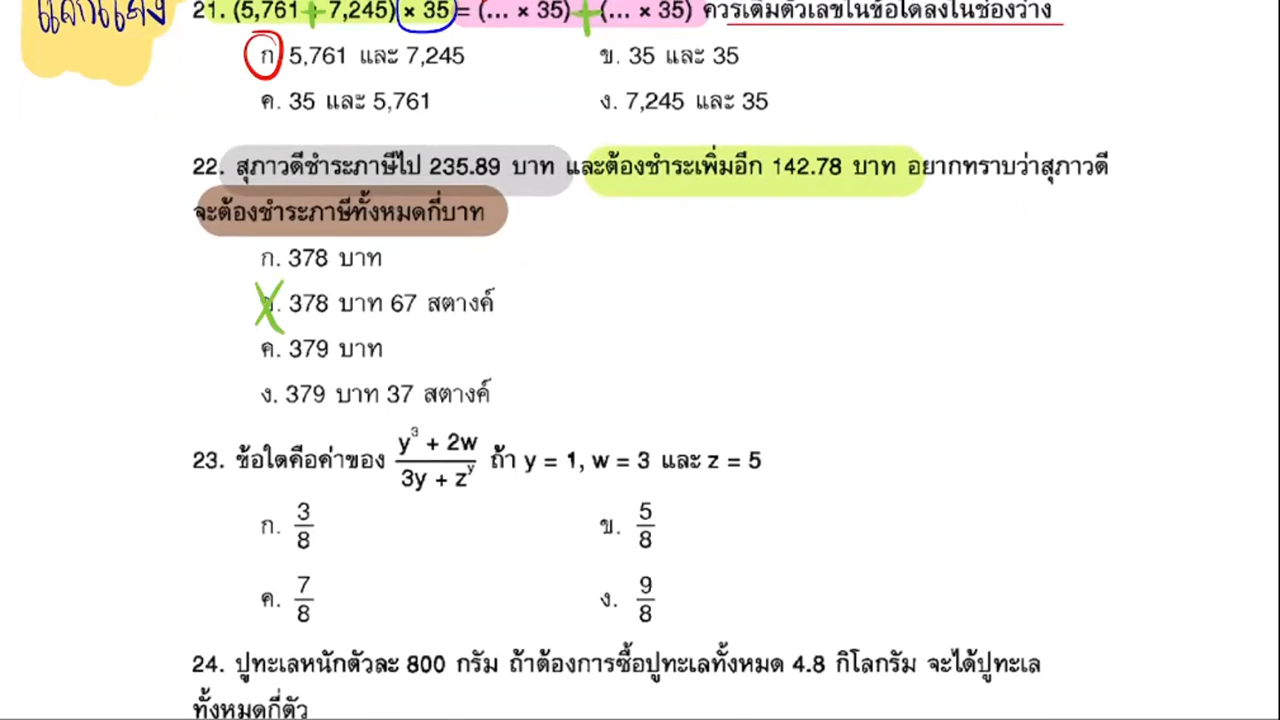 แจกแจง
21. (5,761 + 7,245) × 35 = (... × 35) + (... × 35) ควรเติมตัวเลขในข้อใดลงในช่องว่าง
ก. 5,761 และ 7,245 ข. 35 และ 35
ค. 35 และ 5,761 ง. 7,245 และ 35
22. สุภาวดีชำระภาษีไป 235.89 บาท และต้องชำระเพิ่มอีก 142.78 บาท อยากทราบว่าสุภาวดี
จะต้องชำระภาษีทั้งหมดกี่บาท
ก. 378 บาท
ข. 378 บาท 67 สตางค์
ค. 379 บาท
ง. 379 บาท 37 สตางค์
23. ข้อใดคือค่าของ (y³ + 2w)/(3y + zʸ) ถ้า y = 1, w = 3 และ z = 5
ก. 3/8 ข. 5/8
ค. 7/8 ง. 9/8
24. ปูทะเลหนักตัวละ 800 กรัม ถ้าต้องการซื้อปูทะเลทั้งหมด 4.8 กิโลกรัม จะได้ปูทะเล
ทั้งหมดกี่ตัว